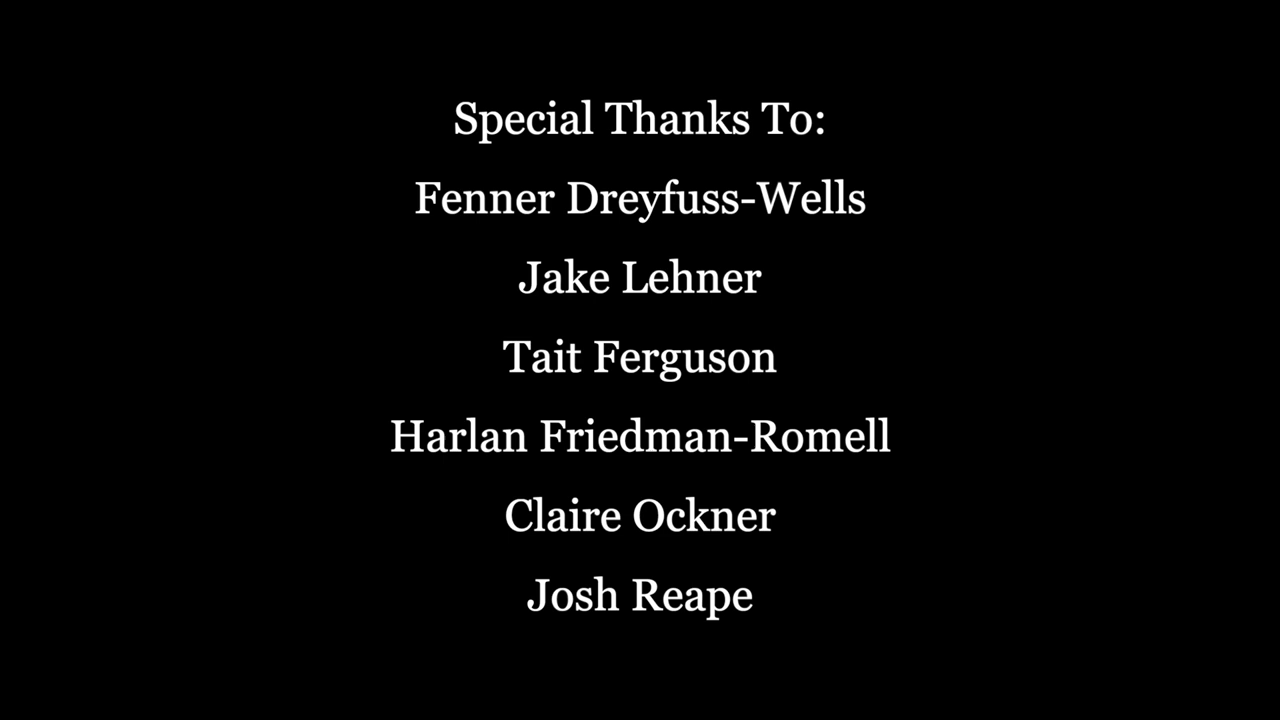 Special Thanks To:
Fenner Dreyfuss-Wells
Jake Lehner
Tait Ferguson
Harlan Friedman-Romell
Claire Ockner
Josh Reape